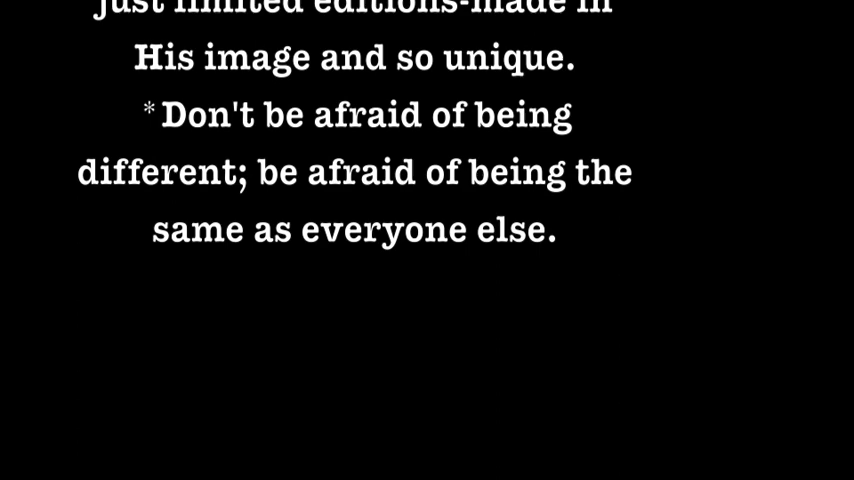 just limited editions-made in
His image and so unique.
*Don't be afraid of being
different; be afraid of being the
same as everyone else.